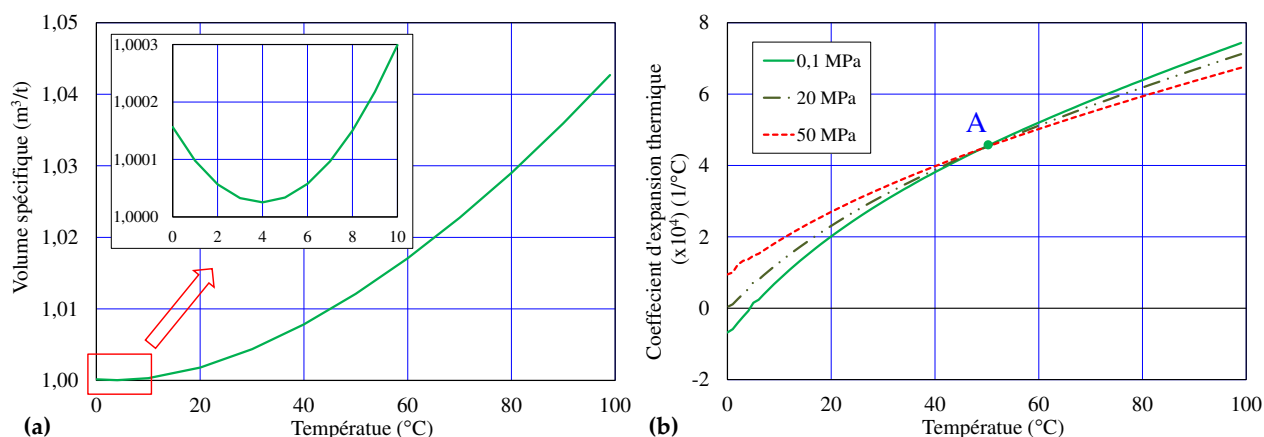 1,05
1,04
1,03
1,02
1,01
1,00
Volume spécifique (m³/t)
1,0003
1,0002
1,0001
1,0000
0 2 4 6 8 10
0 20 40 60 80 100
(a)
Températue (°C)
8
6
4
2
0
-2
Coeffecient d'expansion thermique
(x10⁴) (1/°C)
0,1 MPa
20 MPa
50 MPa
A
0 20 40 60 80 100
(b)
Températue (°C)